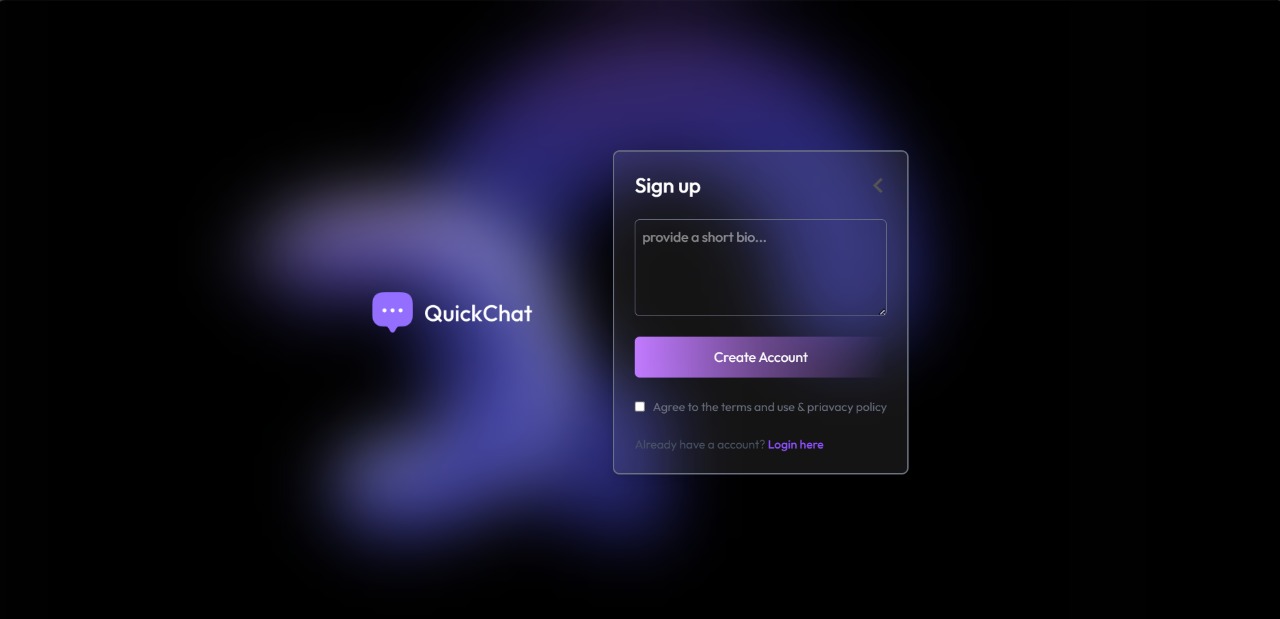 Sign up
provide a short bio...
QuickChat
Create Account
Agree to the terms and use & priavacy policy
Already have a account? Login here